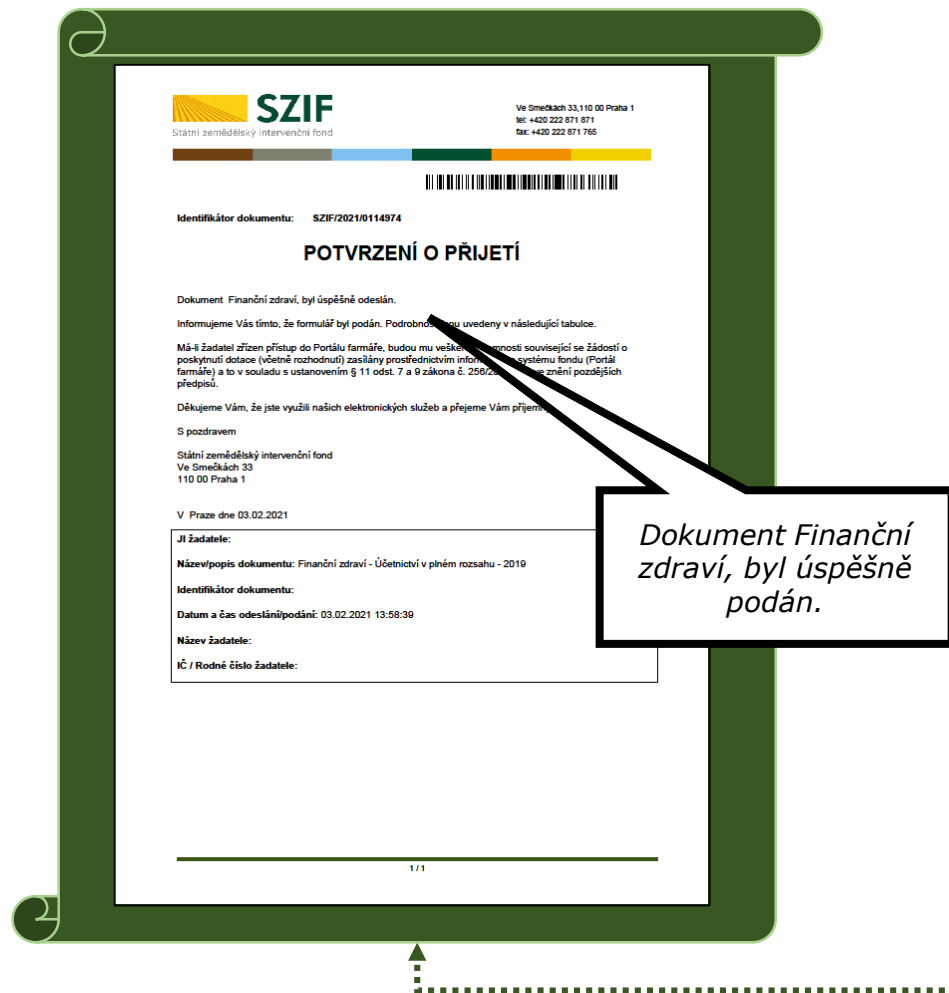 SZIF
Státní zemědělský intervenční fond
Ve Smečkách 33,110 00 Praha 1
tel: +420 222 871 871
fax: +420 222 871 765
Identifikátor dokumentu: SZIF/2021/0114974
POTVRZENÍ O PŘIJETÍ
Dokument Finanční zdraví, byl úspěšně odeslán.
Informujeme Vás tímto, že formulář byl podán. uvedeny v následující tabulce.
Má-li žadatel zřízen přístup do Portálu farmáře, budou mu související se žádostí o
poskytnutí dotace (včetně rozhodnutí) zasílány prostřednictvím systému fondu (Portál
farmáře) a to v souladu s ustanovením § 11 odst. 7 a 9 zákona č. znění pozdějších
předpisů.
Děkujeme Vám, že jste využili našich elektronických služeb a přejeme Vám
S pozdravem
Státní zemědělský intervenční fond
Ve Smečkách 33
110 00 Praha 1
V Praze dne 03.02.2021
JI žadatele:
Název/popis dokumentu: Finanční zdraví - Účetnictví v plném rozsahu - 2019
Identifikátor dokumentu:
Datum a čas odeslání/podání: 03.02.2021 13:58:39
Název žadatele:
IČ / Rodné číslo žadatele:
1 / 1
Dokument Finanční
zdraví, byl úspěšně
podán.